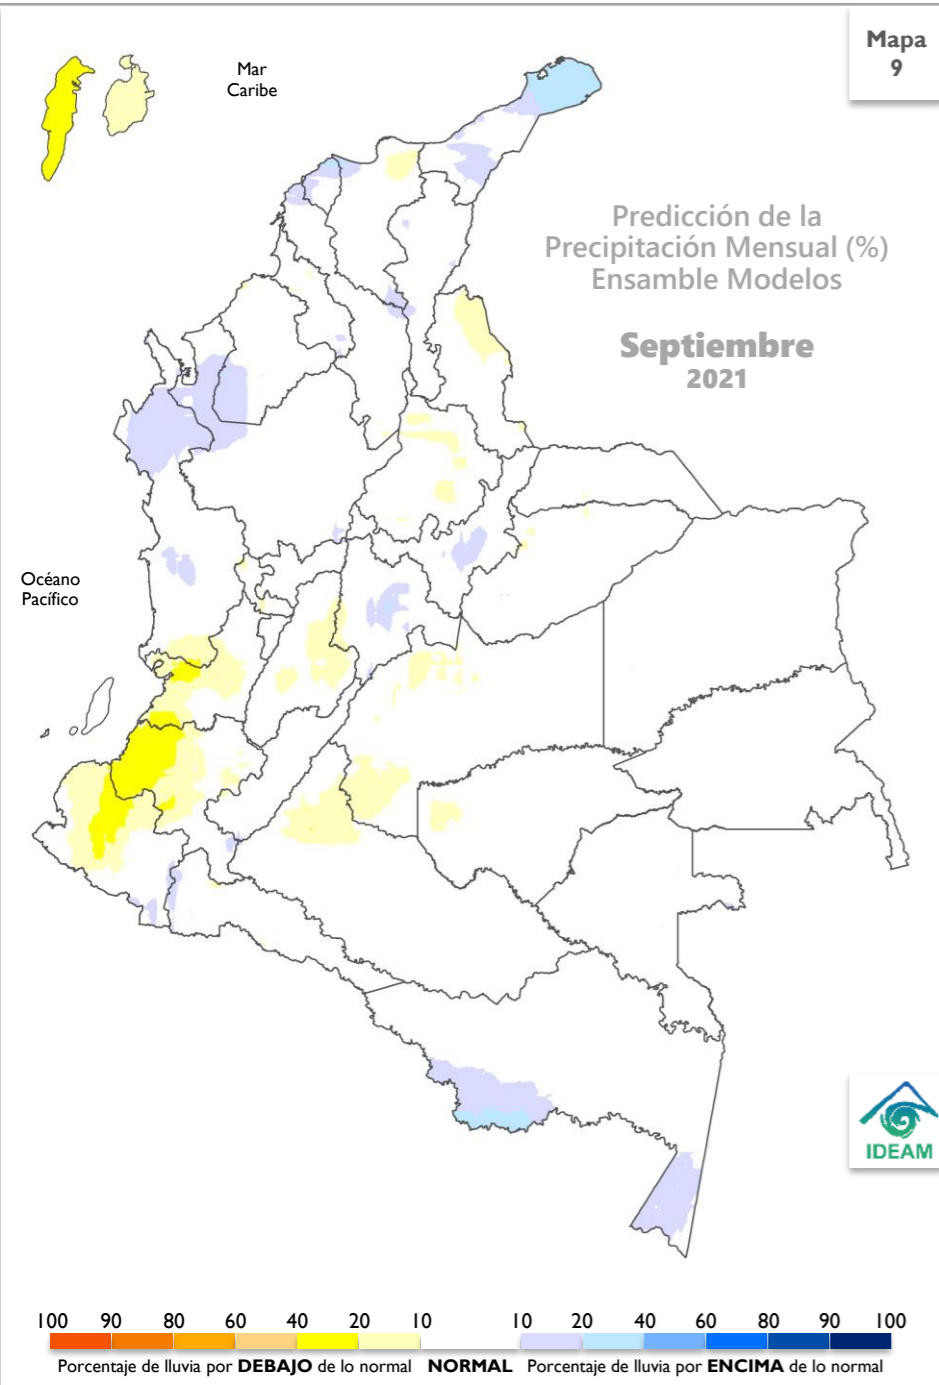 Mapa
9
Mar
Caribe
Predicción de la
Precipitación Mensual (%)
Ensamble Modelos
Septiembre
2021
Océano
Pacífico
IDEAM
100 90 80 60 40 20 10 10 20 40 60 80 90 100
Porcentaje de lluvia por DEBAJO de lo normal NORMAL Porcentaje de lluvia por ENCIMA de lo normal